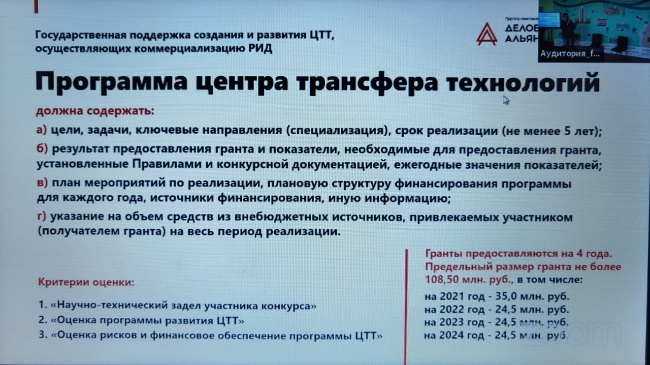 Государственная поддержка создания и развития ЦТТ,
осуществляющих коммерциализацию РИД
Группа компаний
ДЕЛОВ
АЛЬЯН
Аудитория_f...
Программа центра трансфера технологий
должна содержать:
а) цели, задачи, ключевые направления (специализация), срок реализации (не менее 5 лет);
б) результат предоставления гранта и показатели, необходимые для предоставления гранта,
установленные Правилами и конкурсной документацией, ежегодные значения показателей;
в) план мероприятий по реализации, плановую структуру финансирования программы
для каждого года, источники финансирования, иную информацию;
г) указание на объем средств из внебюджетных источников, привлекаемых участником
(получателем гранта) на весь период реализации.
Критерии оценки:
1. «Научно-технический задел участника конкурса»
2. «Оценка программы развития ЦТТ»
3. «Оценка рисков и финансовое обеспечение программы ЦТТ»
Гранты предоставляются на 4 года.
Предельный размер гранта не более
108,50 млн. руб., в том числе:
на 2021 год - 35,0 млн. руб.
на 2022 год - 24,5 млн. руб.
на 2023 год - 24,5 млн. руб.
на 2024 год - 24,5 млн. руб.
zoom